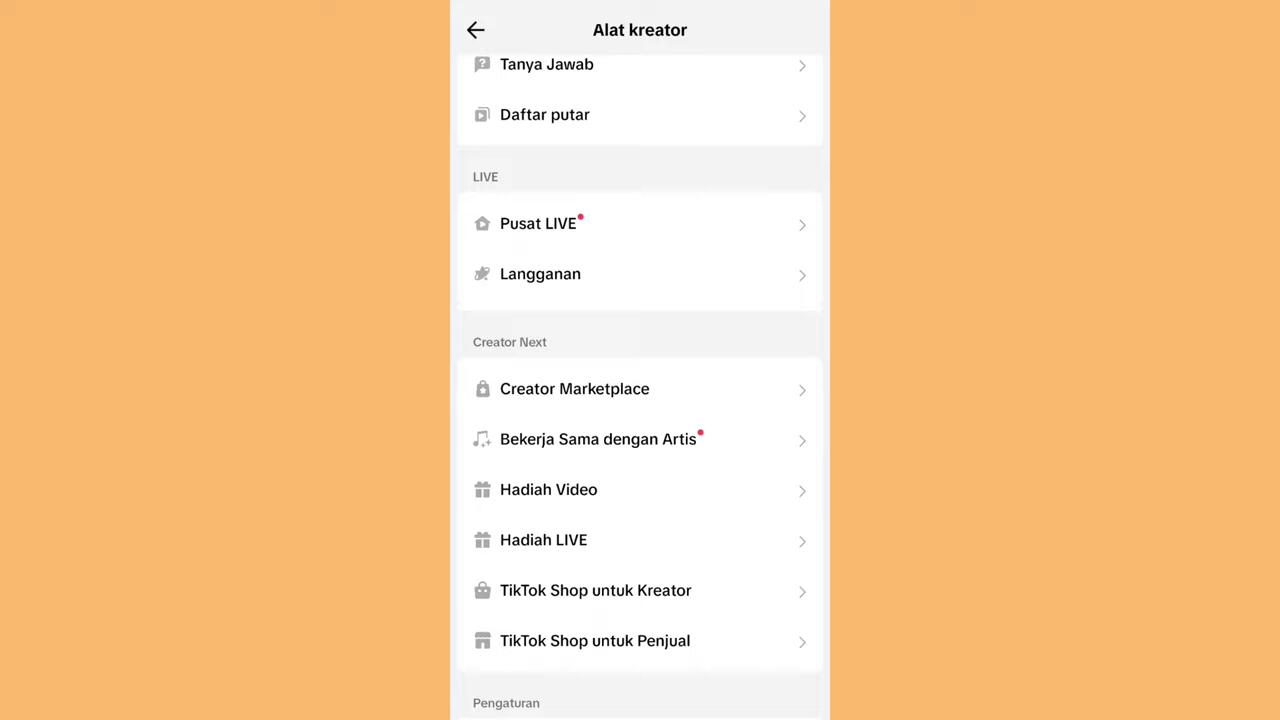 Alat kreator
Tanya Jawab
Daftar putar
LIVE
Pusat LIVE
Langganan
Creator Next
Creator Marketplace
Bekerja Sama dengan Artis
Hadiah Video
Hadiah LIVE
TikTok Shop untuk Kreator
TikTok Shop untuk Penjual
Pengaturan